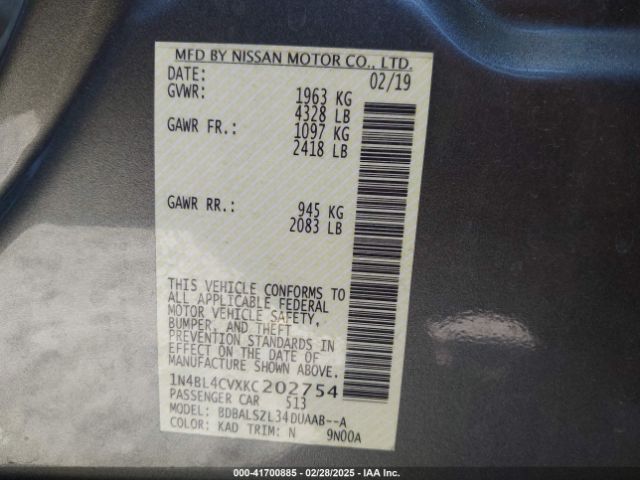 MFD BY NISSAN MOTOR CO., LTD.
DATE: 02/19
GVWR: 1963 KG
4328 LB
GAWR FR.: 1097 KG
2418 LB
GAWR RR.: 945 KG
2083 LB
THIS VEHICLE CONFORMS TO
ALL APPLICABLE FEDERAL
MOTOR VEHICLE SAFETY,
BUMPER, AND THEFT
PREVENTION STANDARDS IN
EFFECT ON THE DATE OF
MANUFACTURE SHOWN ABOVE.
1N4BL4CVXKC202754
PASSENGER CAR 513
MODEL: BDBALSZL34DUAAB--A
COLOR: KAD TRIM: N 9N00A
000-41700885 | 02/28/2025 | IAA Inc.